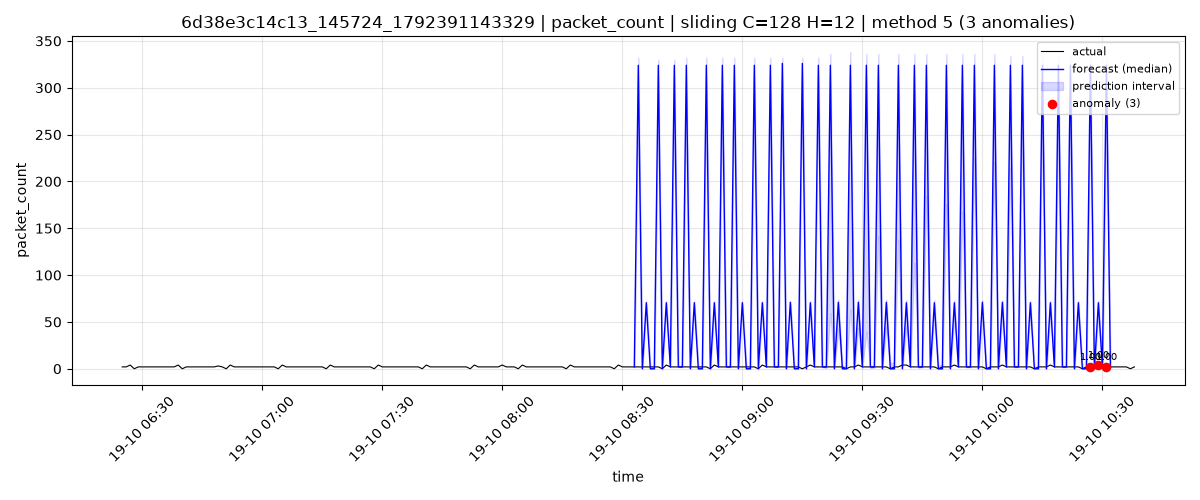 6d38e3c14c13_145724_1792391143329 | packet_count | sliding C=128 H=12 | method 5 (3 anomalies)
350
300
250
200
150
100
50
0
packet_count
actual
forecast (median)
prediction interval
anomaly (3)
19-10 06:30
19-10 07:00
19-10 07:30
19-10 08:00
19-10 08:30
19-10 09:00
19-10 09:30
19-10 10:00
19-10 10:30
time